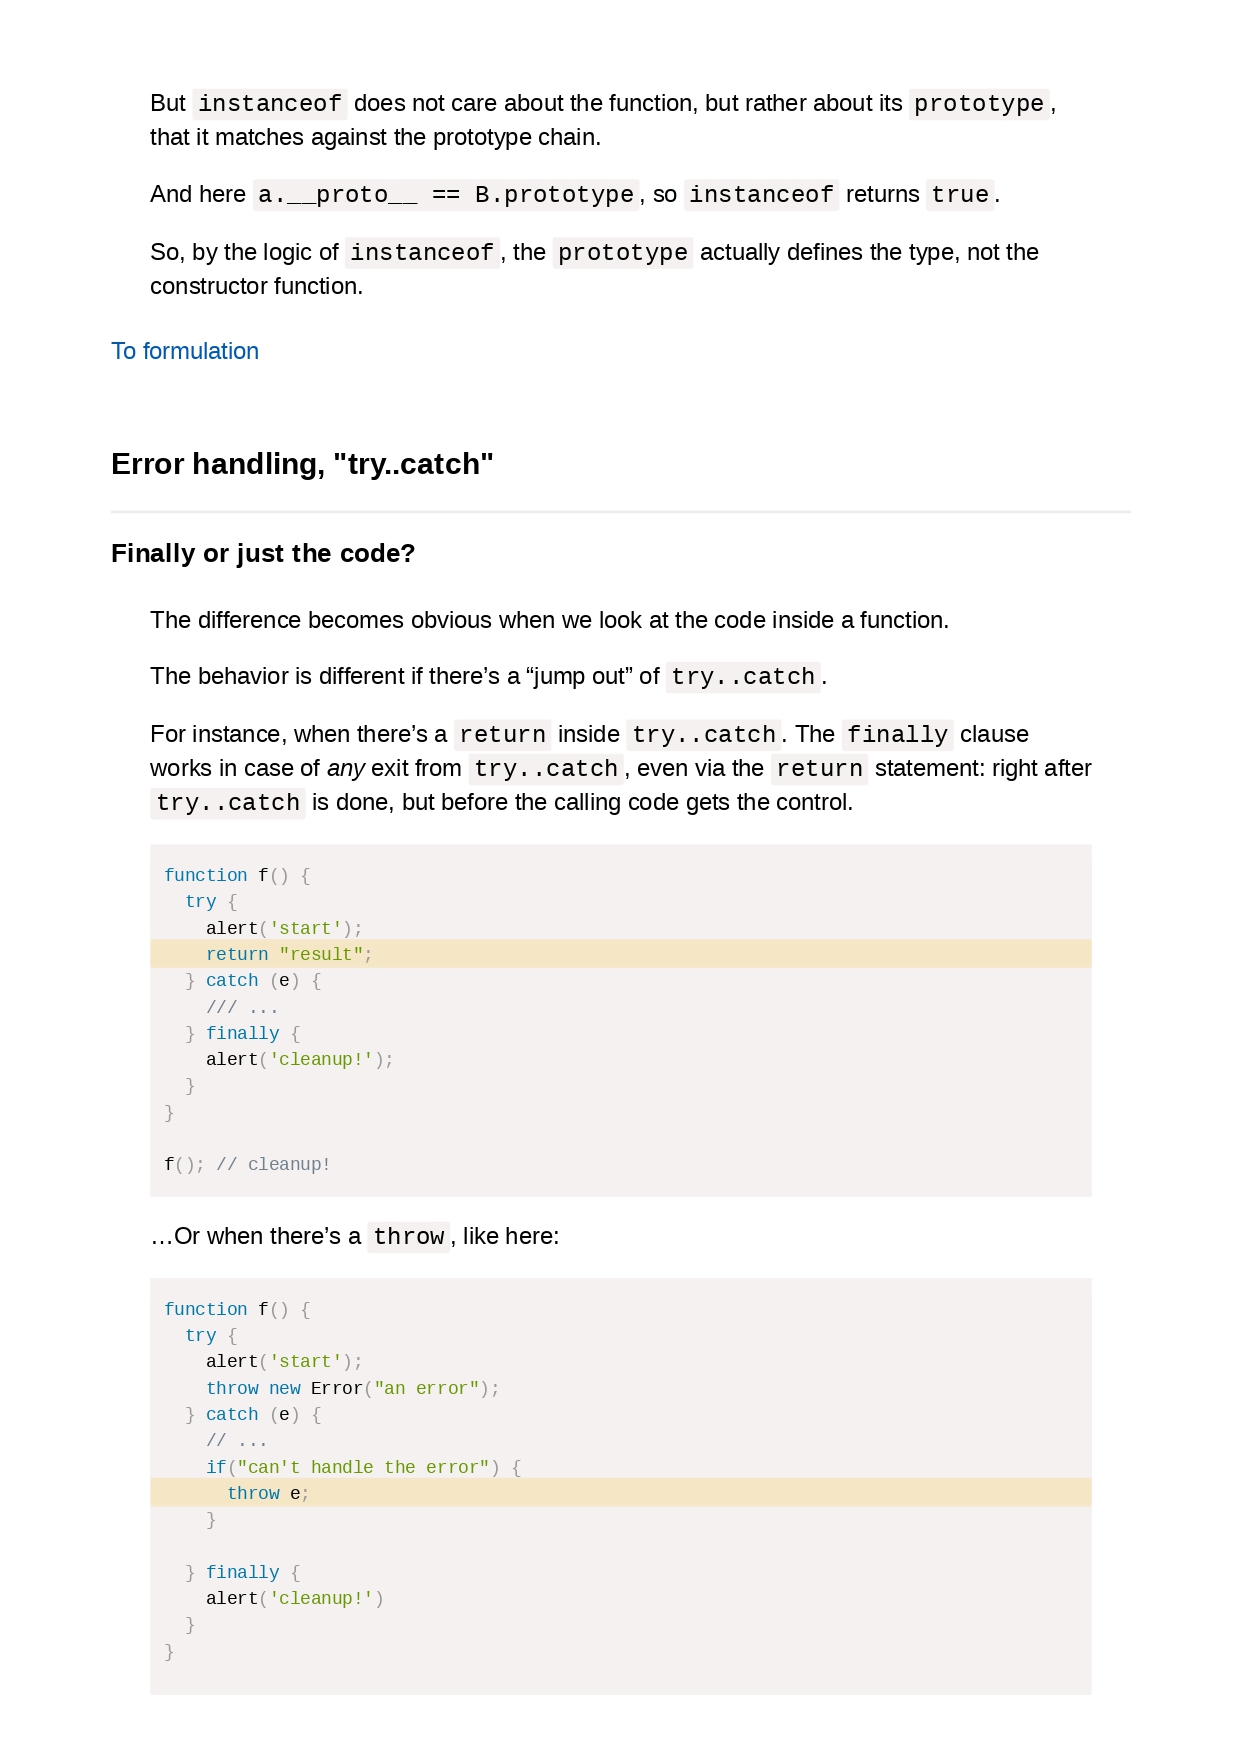 But instanceof does not care about the function, but rather about its prototype,
that it matches against the prototype chain.
And here a.__proto__ == B.prototype, so instanceof returns true.
So, by the logic of instanceof, the prototype actually defines the type, not the
constructor function.
To formulation
Error handling, "try..catch"
Finally or just the code?
The difference becomes obvious when we look at the code inside a function.
The behavior is different if there’s a “jump out” of try..catch.
For instance, when there’s a return inside try..catch. The finally clause
works in case of any exit from try..catch, even via the return statement: right after
try..catch is done, but before the calling code gets the control.
function f() {
  try {
    alert('start');
    return "result";
  } catch (e) {
    /// ...
  } finally {
    alert('cleanup!');
  }
}
f(); // cleanup!
…Or when there’s a throw, like here:
function f() {
  try {
    alert('start');
    throw new Error("an error");
  } catch (e) {
    // ...
    if("can't handle the error") {
      throw e;
    }
  } finally {
    alert('cleanup!')
  }
}